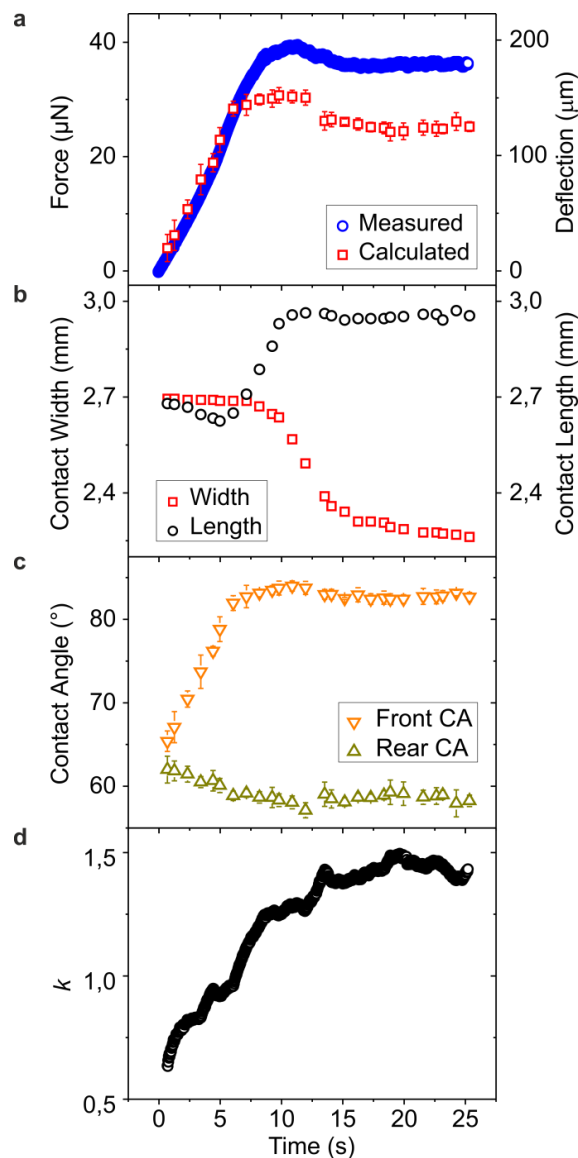 a
40
20
0
Force (μN)
200
100
0
Deflection (μm)
Measured
Calculated
b
3,0
2,7
2,4
Contact Width (mm)
3,0
2,7
2,4
Contact Length (mm)
Width
Length
c
80
70
60
Contact Angle (°)
Front CA
Rear CA
d
1,5
1,0
0,5
k
0 5 10 15 20 25
Time (s)